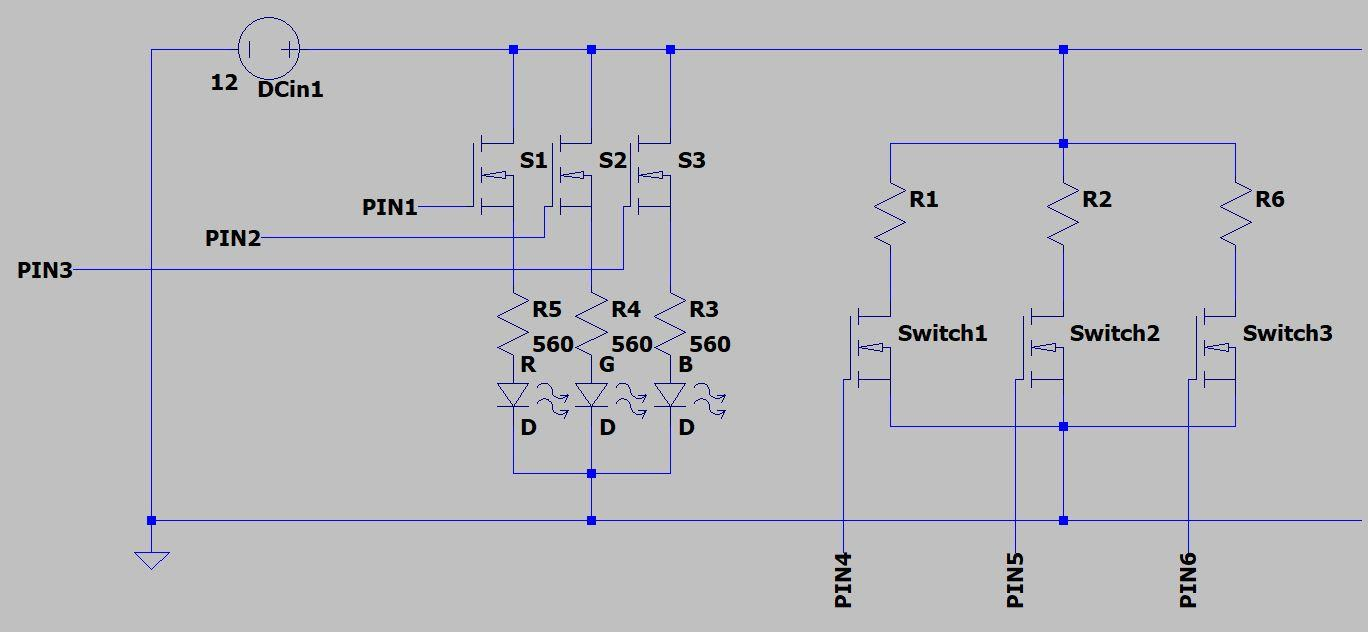 12
DCin1
S1
S2
S3
PIN1
PIN2
PIN3
R5
560
R4
560
R3
560
R
G
B
D
D
D
R1
R2
R6
Switch1
Switch2
Switch3
PIN4
PIN5
PIN6